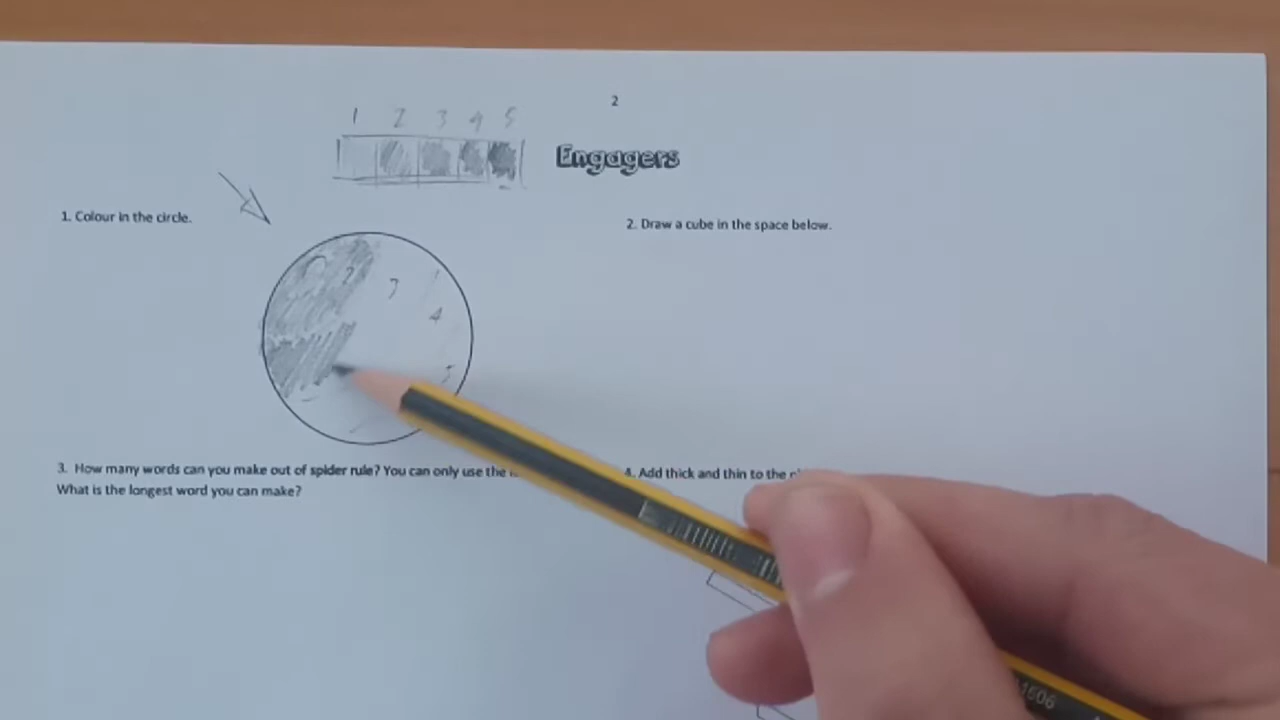 2
1 2 3 4 5
Engagers
1. Colour in the circle.
2. Draw a cube in the space below.
2 3
4
5
3. How many words can you make out of spider rule? You can only use the
What is the longest word you can make?
4. Add thick and thin to the